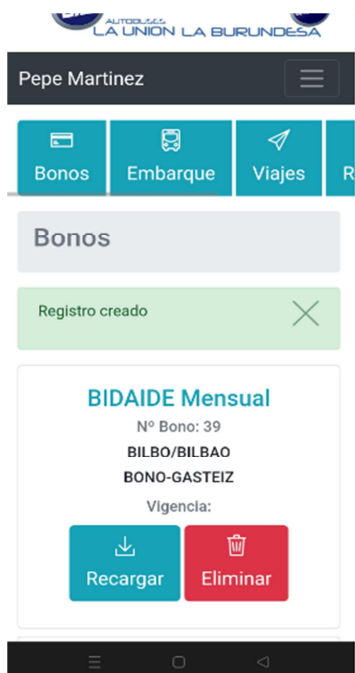 AUTOBUSES
LA UNION LA BURUNDESA
Pepe Martinez
Bonos
Embarque
Viajes
R
Bonos
Registro creado
BIDAIDE Mensual
Nº Bono: 39
BILBO/BILBAO
BONO-GASTEIZ
Vigencia:
Recargar
Eliminar